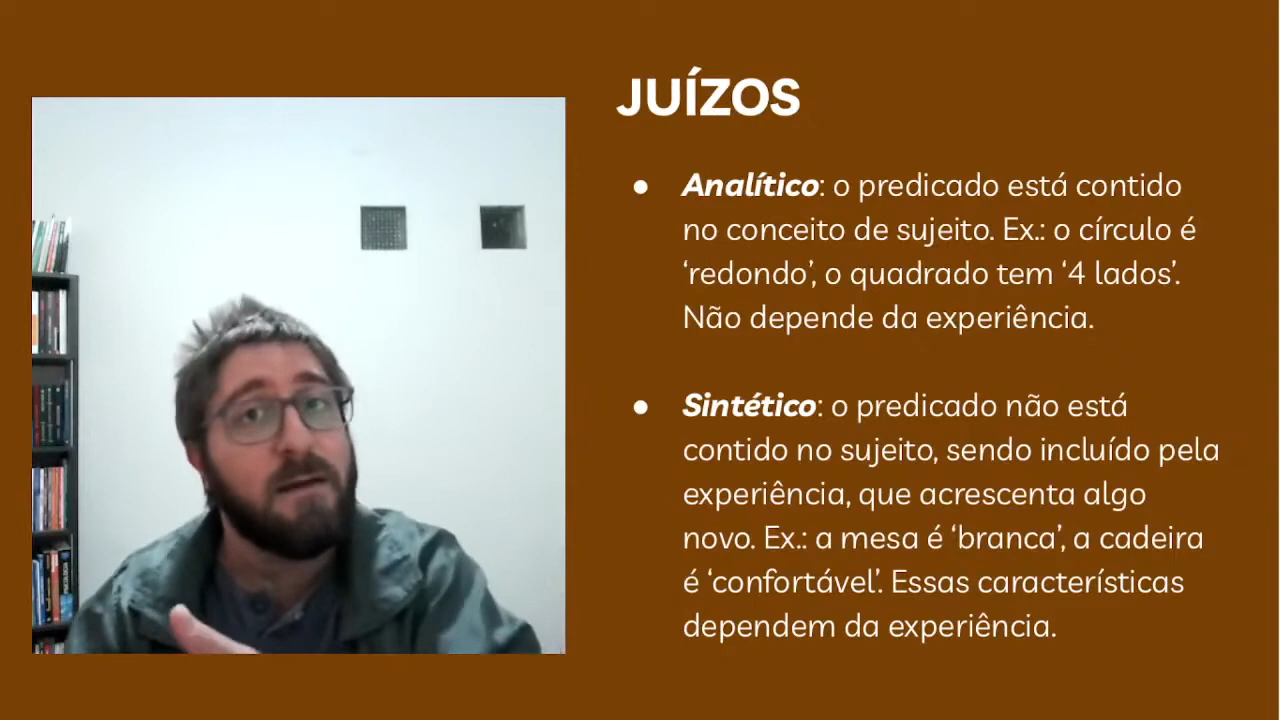 JUÍZOS
● Analítico: o predicado está contido
no conceito de sujeito. Ex.: o círculo é
‘redondo’, o quadrado tem ‘4 lados’.
Não depende da experiência.
● Sintético: o predicado não está
contido no sujeito, sendo incluído pela
experiência, que acrescenta algo
novo. Ex.: a mesa é ‘branca’, a cadeira
é ‘confortável’. Essas características
dependem da experiência.